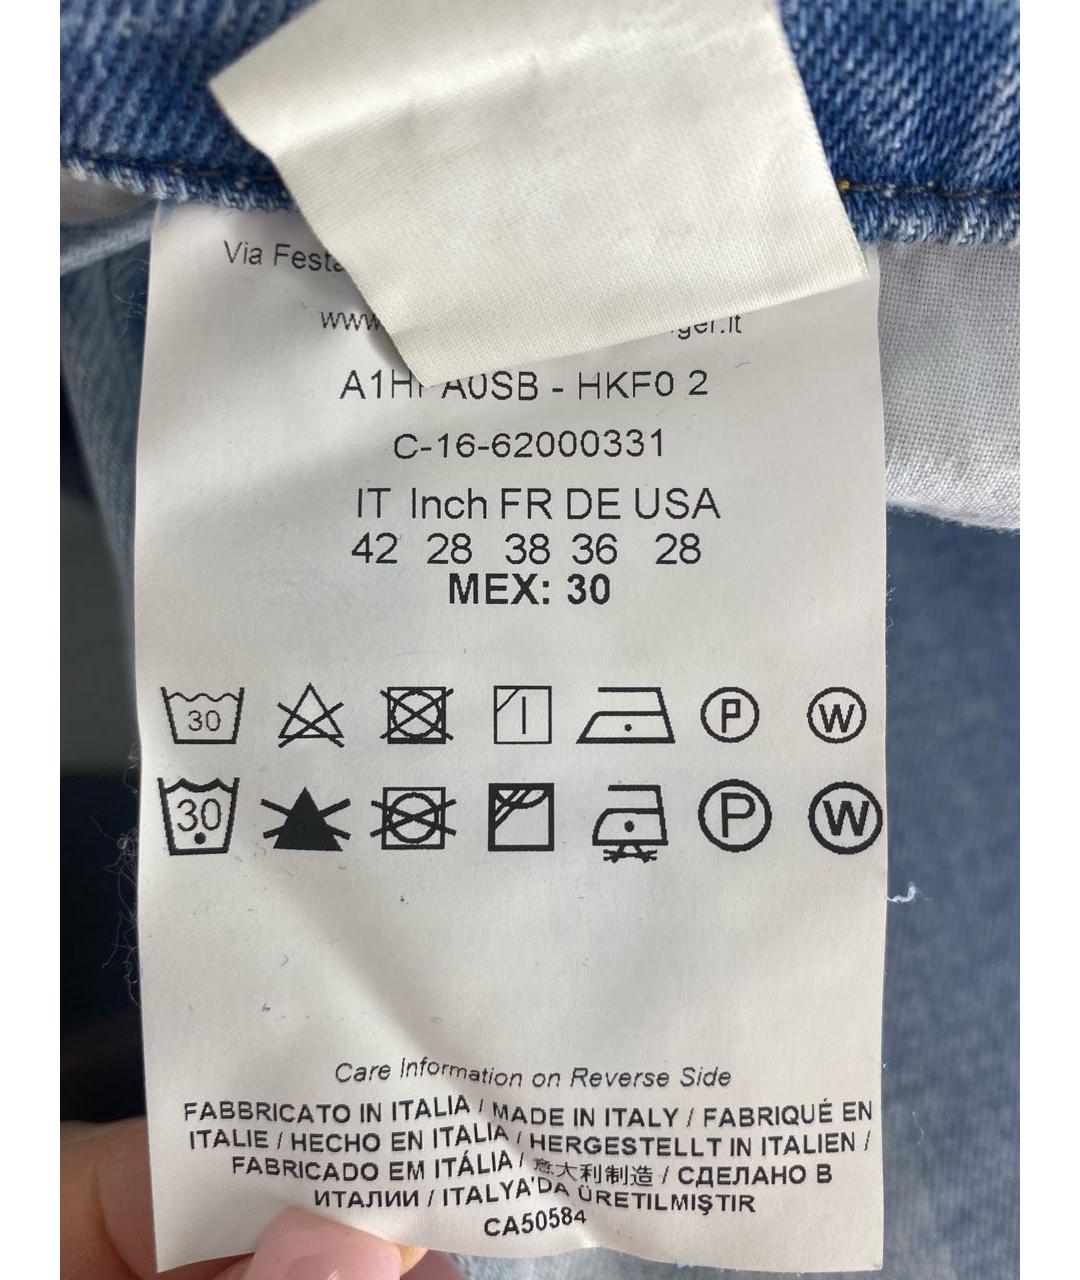 Via Festa
www. ger.it
A1H A0SB - HKF0 2
C-16-62000331
IT Inch FR DE USA
42 28 38 36 28
MEX: 30
30 P W
30 P W
Care Information on Reverse Side
FABBRICATO IN ITALIA / MADE IN ITALY / FABRIQUÉ EN
ITALIE / HECHO EN ITALIA / HERGESTELLT IN ITALIEN /
FABRICADO EM ITÁLIA / 意大利制造 / СДЕЛАНО В
ИТАЛИИ / ITALYA'DA ÜRETILMIŞTIR
CA50584